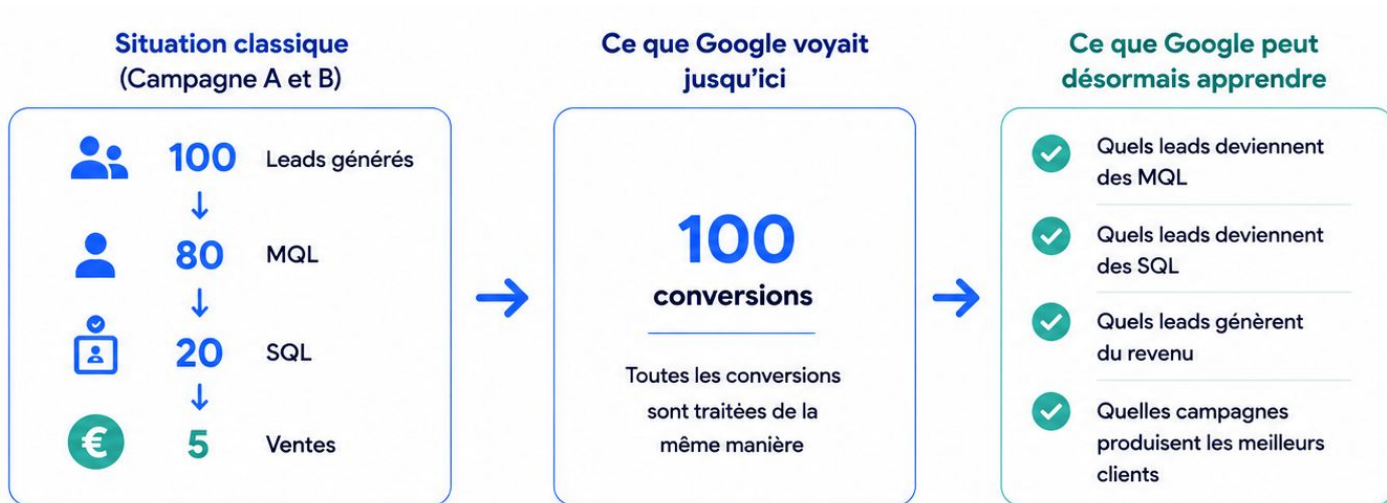 Situation classique
(Campagne A et B)
100 Leads générés
80 MQL
20 SQL
€ 5 Ventes
Ce que Google voyait
jusqu'ici
100
conversions
Toutes les conversions
sont traitées de la
même manière
Ce que Google peut
désormais apprendre
Quels leads deviennent
des MQL
Quels leads deviennent
des SQL
Quels leads génèrent
du revenu
Quelles campagnes
produisent les meilleurs
clients